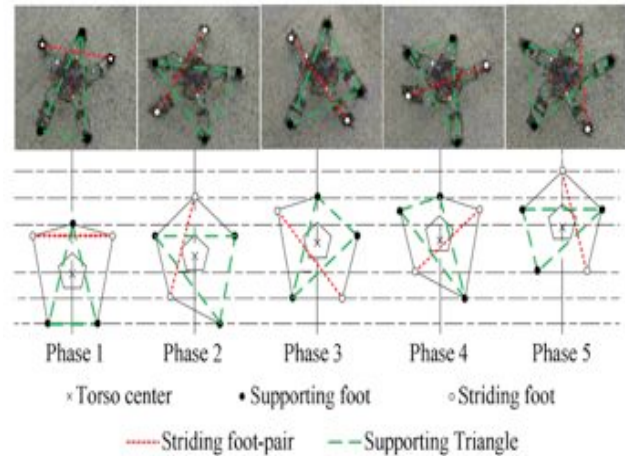 Phase 1 Phase 2 Phase 3 Phase 4 Phase 5
× Torso center • Supporting foot ○ Striding foot
Striding foot-pair Supporting Triangle